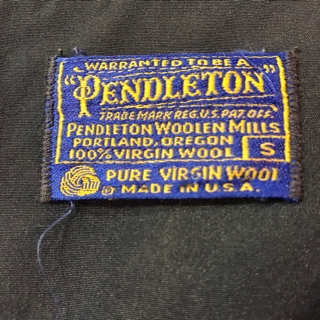 WARRANTED TO BE A
"PENDLETON"
TRADE MARK REG. U.S. PAT. OFF.
PENDLETON WOOLEN MILLS
PORTLAND, OREGON
100% VIRGIN WOOL S
PURE VIRGIN WOOL
MADE IN U.S.A.